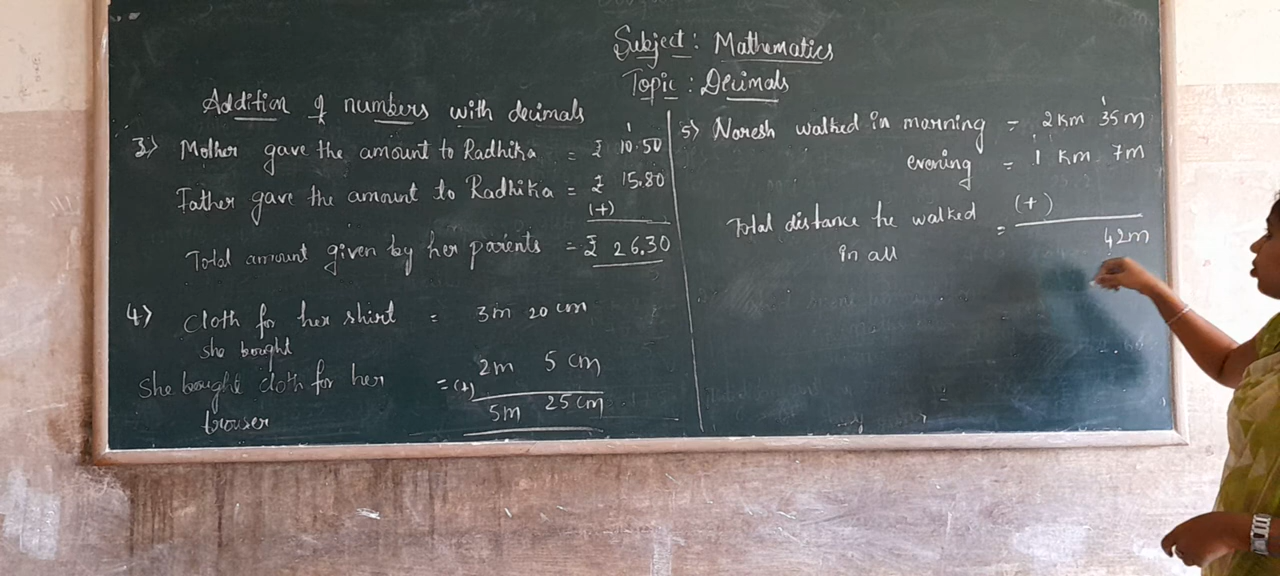 Subject : Mathematics
Topic : Decimals
Addition of numbers with decimals
3) Mother gave the amount to Radhika = ₹ 10.50
1
Father gave the amount to Radhika = ₹ 15.80
(+)
Total amount given by her parents = ₹ 26.30
4) Cloth for her shirt = 3m 20 cm
she bought
She bought cloth for her =(+) 2m 5 cm
trouser 5m 25 cm
5) Naresh walked in morning = 2 Km 35 m
1
evening = 1 Km 7m
(+)
Total distance he walked =
in all
42m